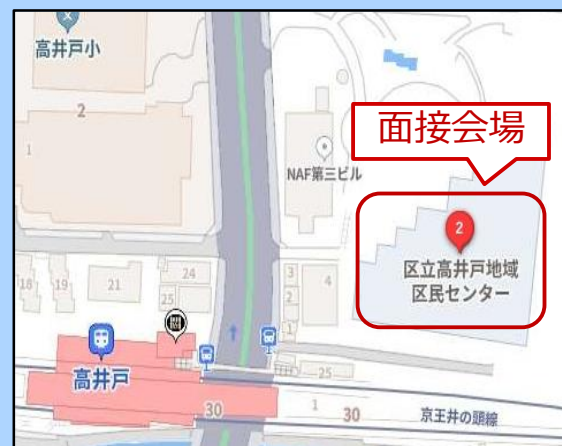 高井戸小
2
1
面接会場
NAF第三ビル
2
区立高井戸地域
区民センター
18
19
21
24
25
3
2
1
4
高井戸
25
30
1
30
京王井の頭線